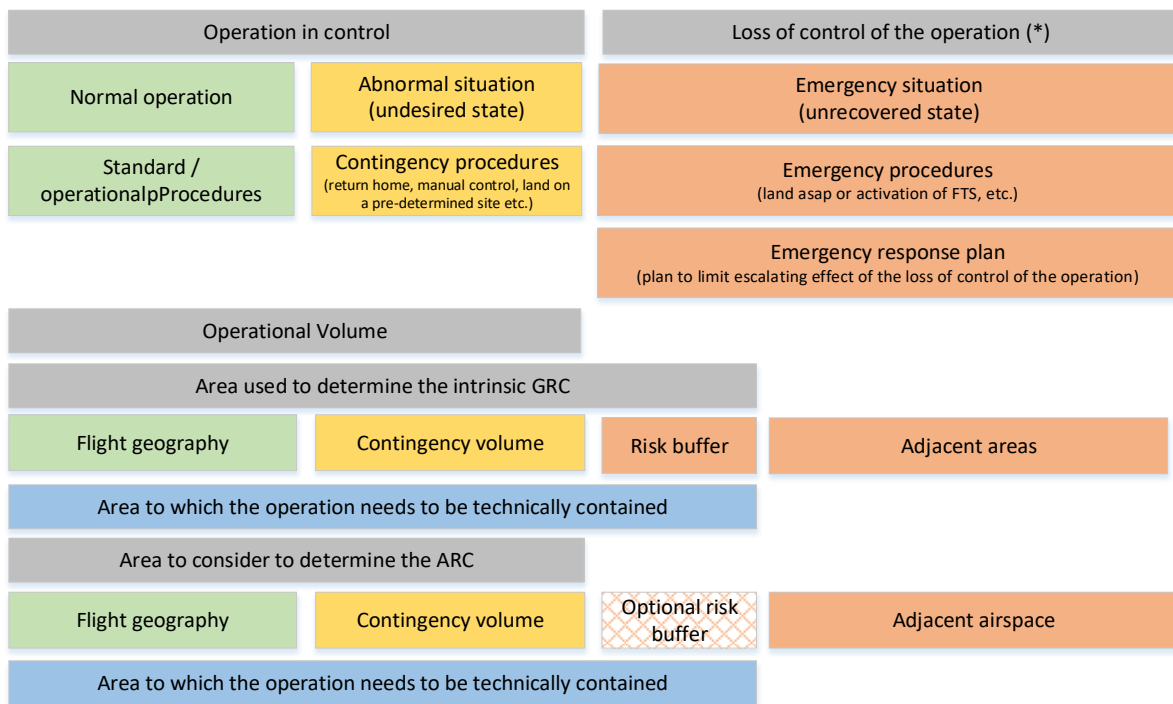 Operation in control
Loss of control of the operation (*)
Normal operation
Abnormal situation
(undesired state)
Emergency situation
(unrecovered state)
Standard /
operationalpProcedures
Contingency procedures
(return home, manual control, land on
a pre-determined site etc.)
Emergency procedures
(land asap or activation of FTS, etc.)
Emergency response plan
(plan to limit escalating effect of the loss of control of the operation)
Operational Volume
Area used to determine the intrinsic GRC
Flight geography
Contingency volume
Risk buffer
Adjacent areas
Area to which the operation needs to be technically contained
Area to consider to determine the ARC
Flight geography
Contingency volume
Optional risk
buffer
Adjacent airspace
Area to which the operation needs to be technically contained